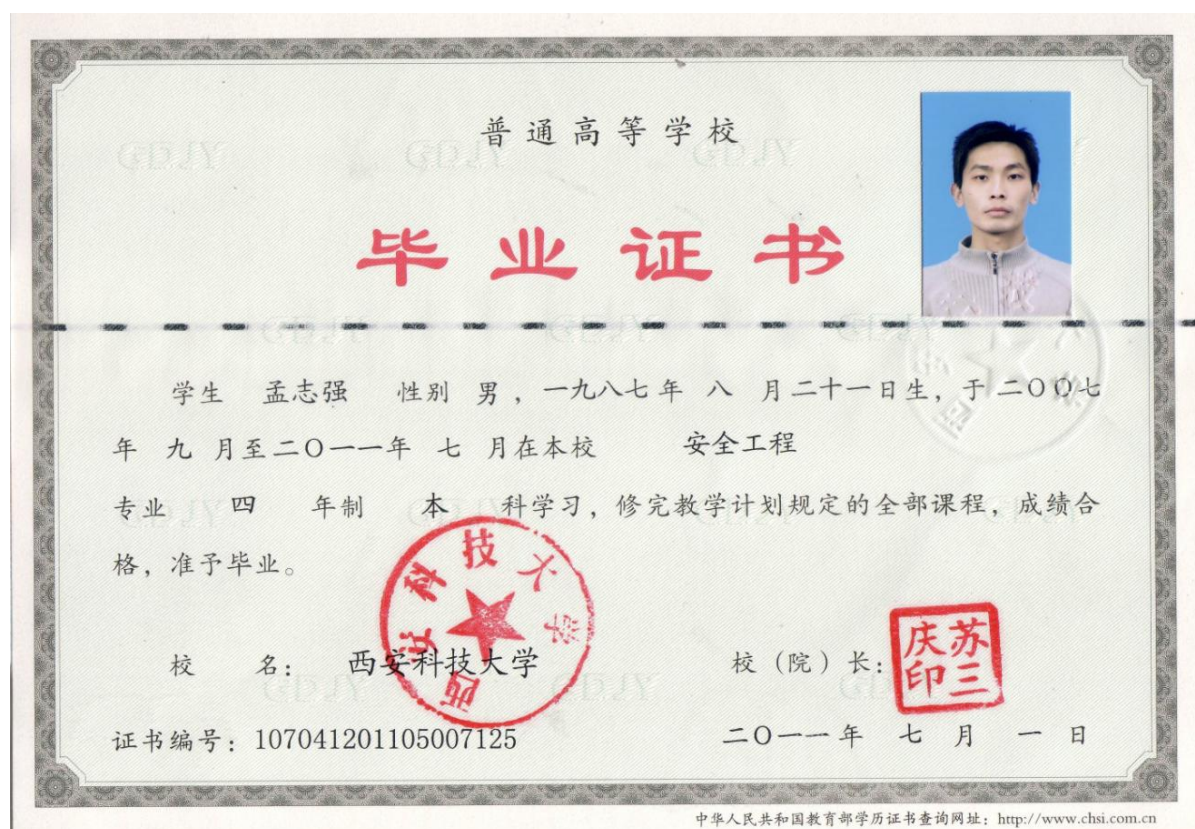 普通高等学校
毕业证书
学生 孟志强 性别 男，一九八七年 八 月二十一日生，于二〇〇七
年 九 月至二〇一一年 七 月在本校 安全工程
专业 四 年制 本 科学习，修完教学计划规定的全部课程，成绩合
格，准予毕业。
西安科技大学
校 名： 西安科技大学 校（院）长：
苏三庆印
证书编号：107041201105007125 二〇一一年 七 月 一 日
中华人民共和国教育部学历证书查询网址：http://www.chsi.com.cn
GDJY GDJY GDJY